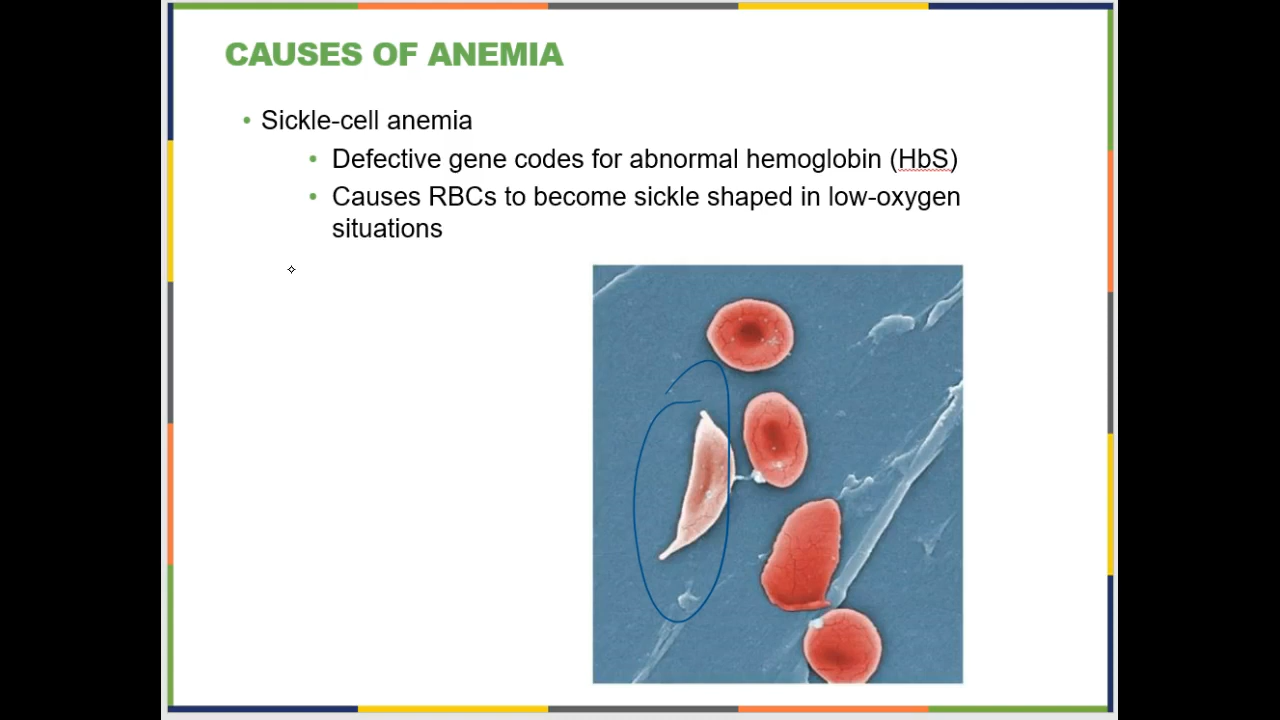 CAUSES OF ANEMIA
• Sickle-cell anemia
• Defective gene codes for abnormal hemoglobin (HbS)
• Causes RBCs to become sickle shaped in low-oxygen
situations